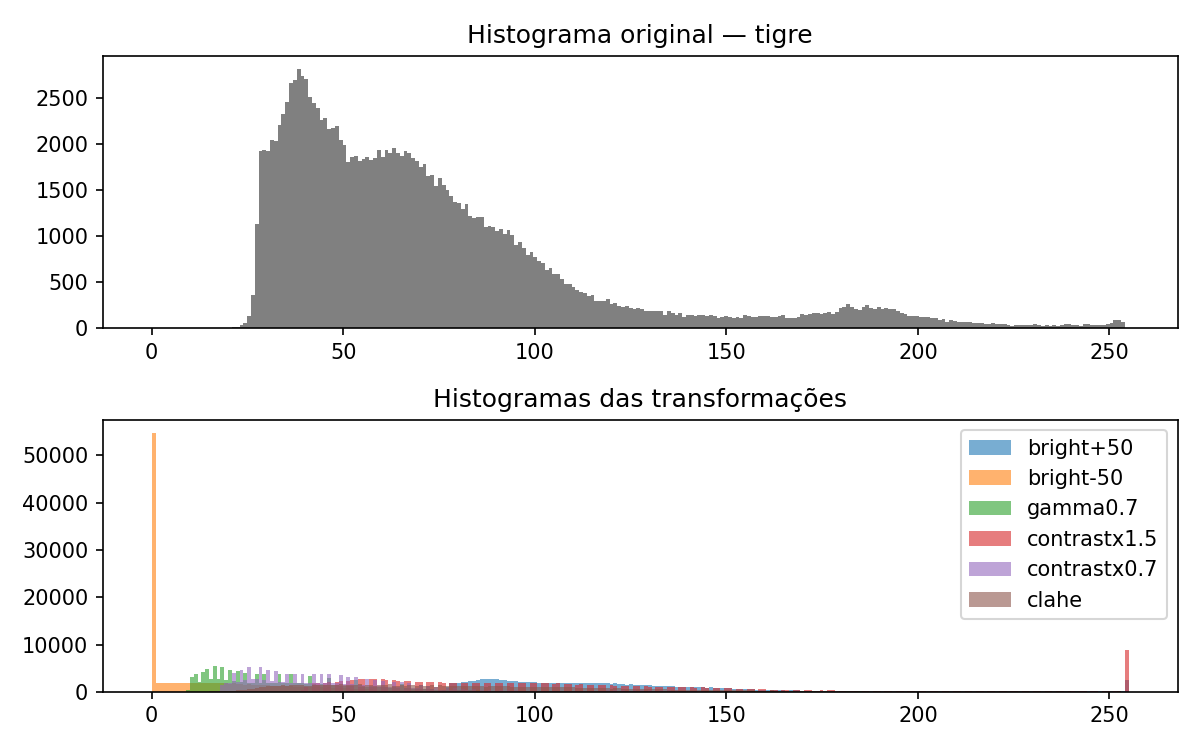 Histograma original — tigre
2500
2000
1500
1000
500
0
0 50 100 150 200 250
Histogramas das transformações
50000
40000
30000
20000
10000
0
0 50 100 150 200 250
bright+50
bright-50
gamma0.7
contrastx1.5
contrastx0.7
clahe